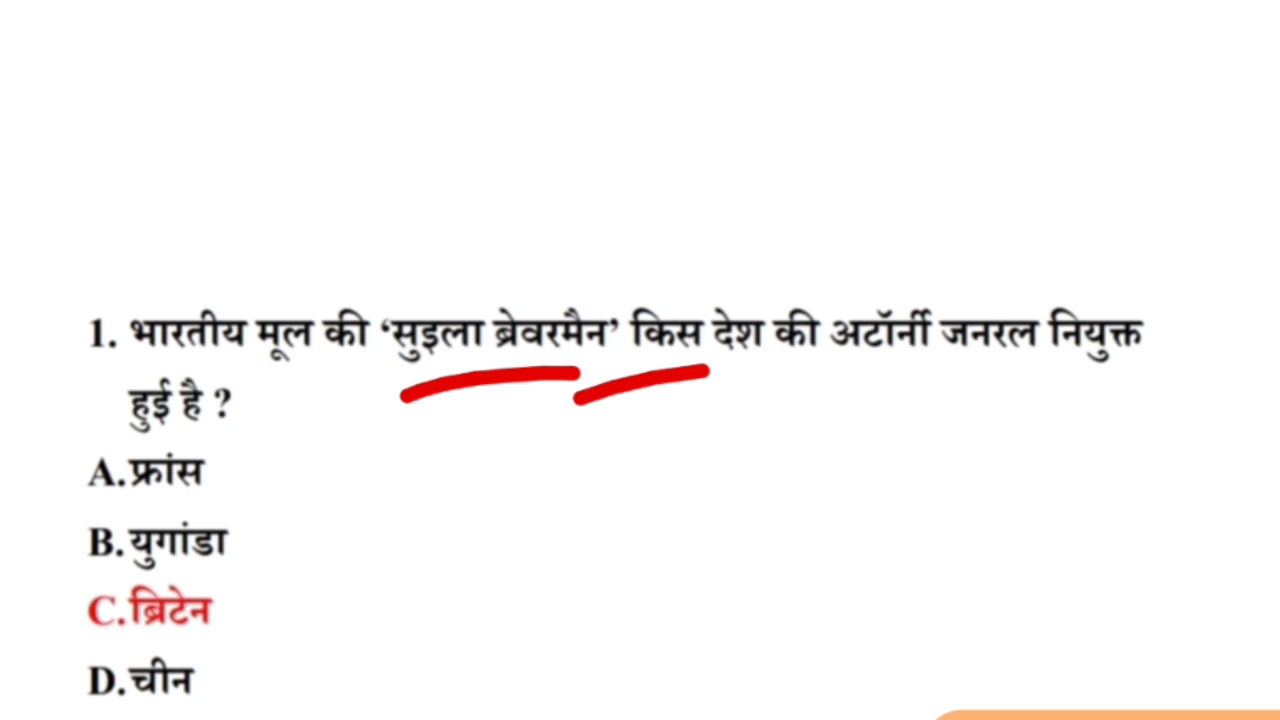 1. भारतीय मूल की ‘सुइला ब्रेवरमैन’ किस देश की अटॉर्नी जनरल नियुक्त
हुई है ?
A.फ्रांस
B.युगांडा
C.ब्रिटेन
D.चीन